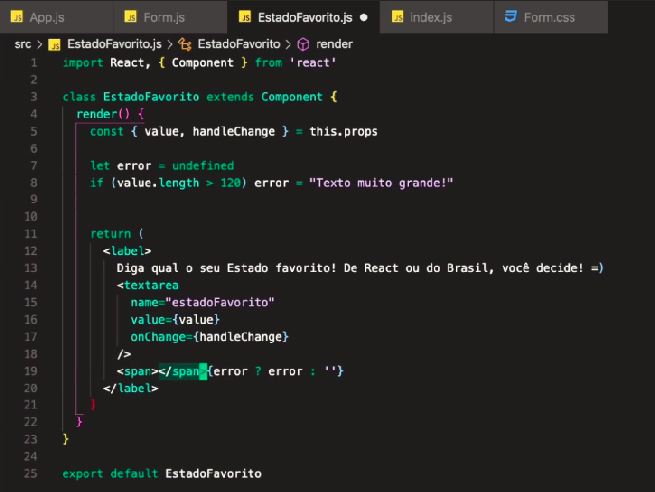 JS App.js JS Form.js JS EstadoFavorito.js ● JS index.js Form.css
src > JS EstadoFavorito.js > EstadoFavorito > render
1 import React, { Component } from 'react'
2
3 class EstadoFavorito extends Component {
4 render() {
5 const { value, handleChange } = this.props
6
7 let error = undefined
8 if (value.length > 120) error = "Texto muito grande!"
9
10
11 return (
12 <label>
13 Diga qual o seu Estado favorito! De React ou do Brasil, você decide! =)
14 <textarea
15 name="estadoFavorito"
16 value={value}
17 onChange={handleChange}
18 />
19 <span></span>{error ? error : ''}
20 </label>
21 )
22 }
23 }
24
25 export default EstadoFavorito